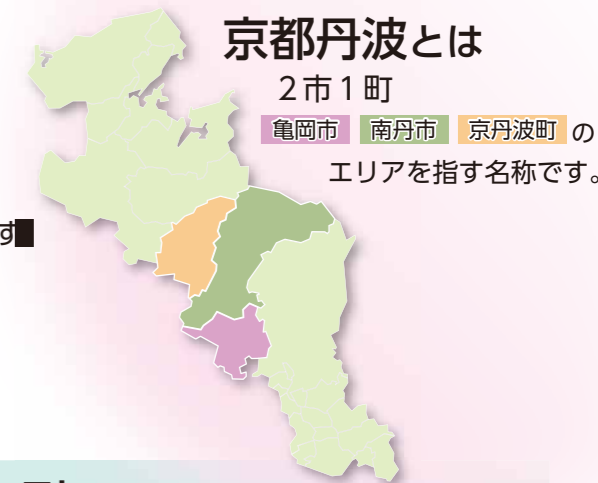 京都丹波とは
2市1町
亀岡市 南丹市 京丹波町 の
エリアを指す名称です。
す